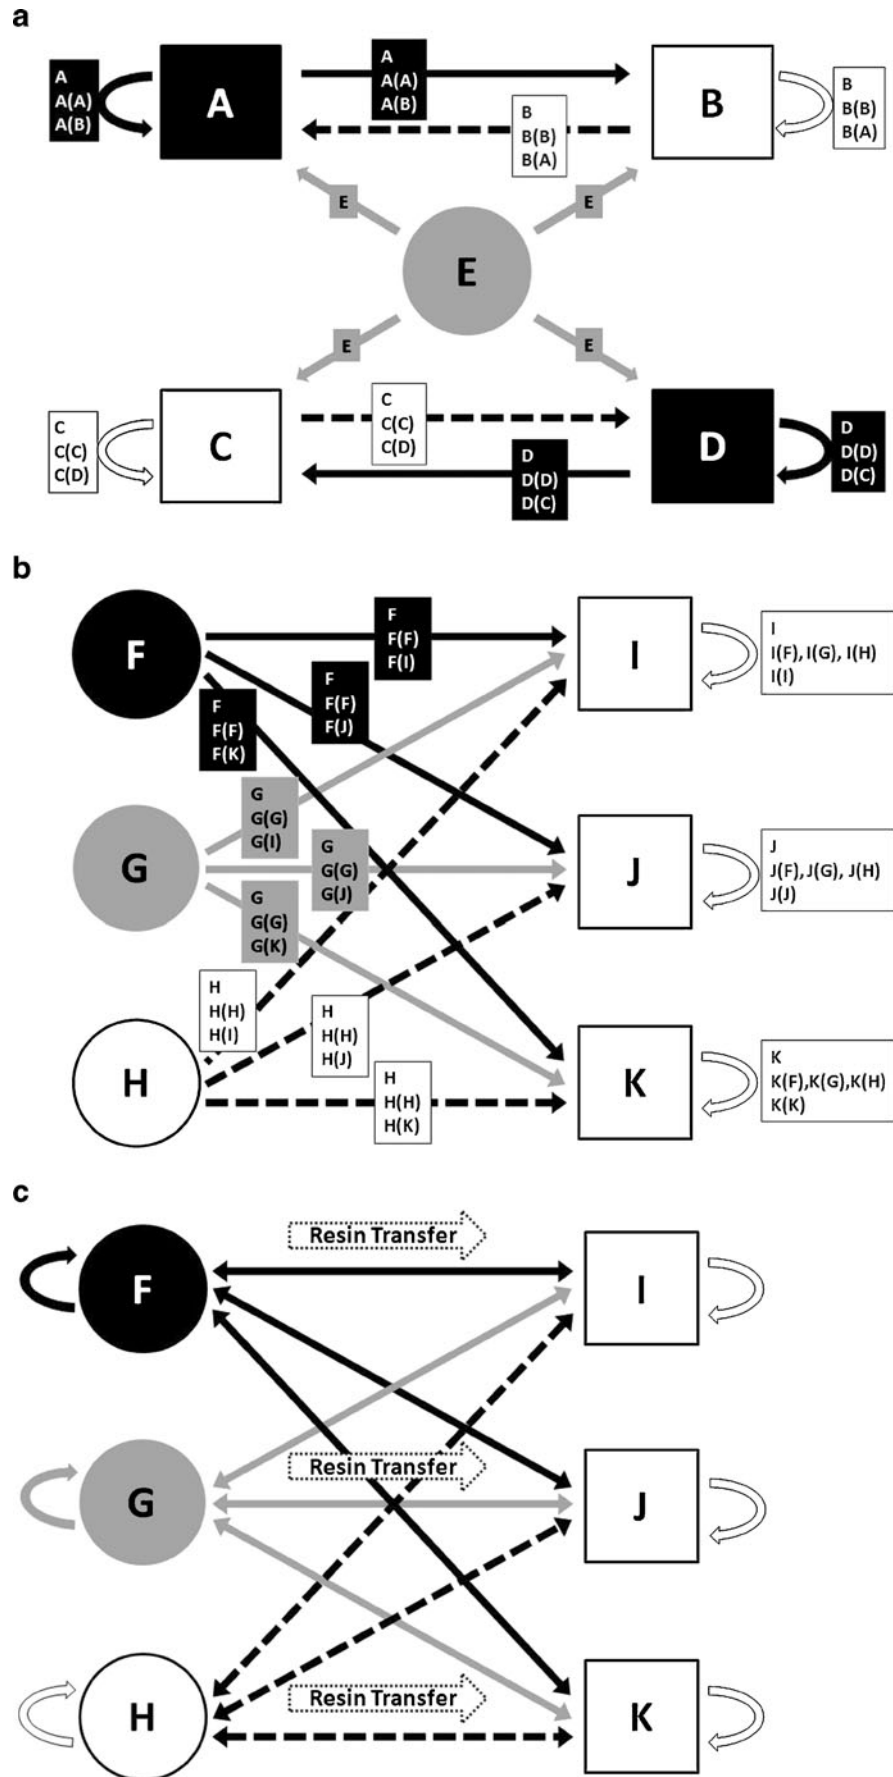 a
A
A(A)
A(B)
A
A
A(A)
A(B)
B
B(B)
B(A)
B
B
B(B)
B(A)
E
E
E
E
E
C
C(C)
C(D)
C
C
C(C)
C(D)
D
D(D)
D(C)
D
D
D(D)
D(C)
b
F
F
F(F)
F(I)
F
F(F)
F(J)
F
F(F)
F(K)
I
I
I(F), I(G), I(H)
I(I)
G
G
G(G)
G(I)
G
G(G)
G(J)
G
G(G)
G(K)
J
J
J(F), J(G), J(H)
J(J)
H
H
H(H)
H(I)
H
H(H)
H(J)
H
H(H)
H(K)
K
K
K(F),K(G),K(H)
K(K)
c
Resin Transfer
F
I
Resin Transfer
G
J
Resin Transfer
H
K